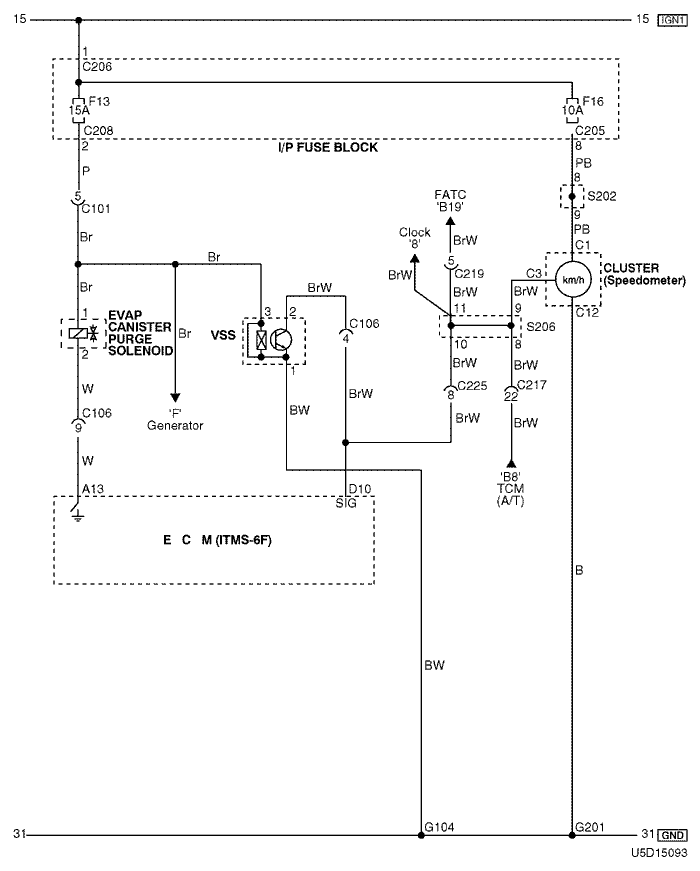 15
15 IGN1
1
C206
F13
15A
F16
10A
C208
C205
2
I/P FUSE BLOCK
8
P
PB
8
5
C101
S202
FATC
'B19'
9
Br
Clock
'8'
BrW
PB
C1
Br
BrW
5
C219
C3
CLUSTER
(Speedometer)
km/h
Br
BrW
BrW
BrW
C12
1
EVAP
CANISTER
PURGE
SOLENOID
3
2
11
9
VSS
C106
4
S206
Br
2
10
8
1
BrW
BrW
W
BW
BrW
C225
8
C217
22
'F'
Generator
C106
9
BrW
BrW
W
'B8'
TCM
(A/T)
A13
D10
SIG
E C M (ITMS-6F)
B
BW
31
G104
G201
31 GND
U5D15093